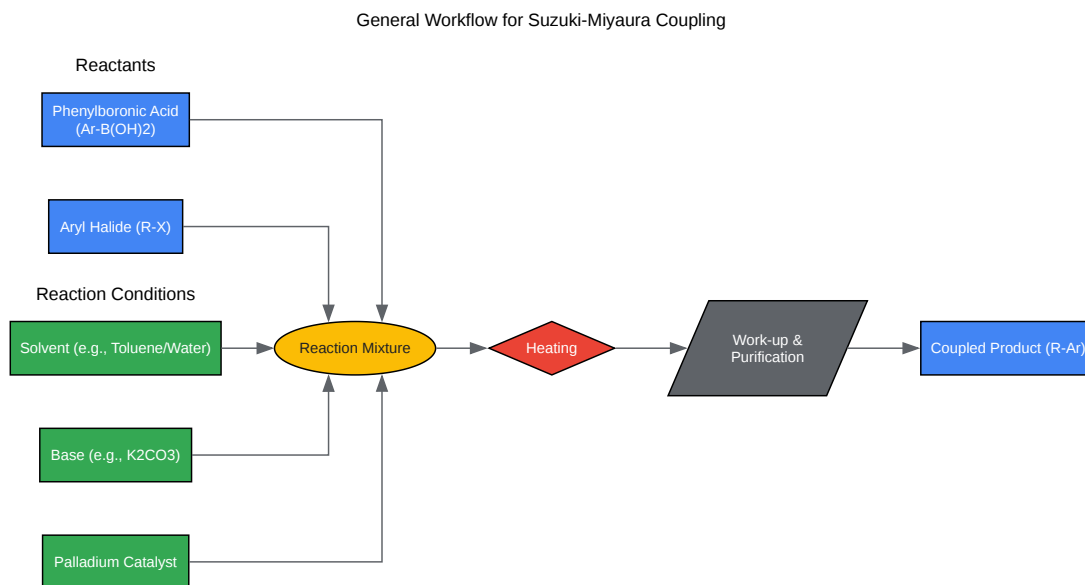 General Workflow for Suzuki-Miyaura Coupling
Reactants
Phenylboronic Acid
(Ar-B(OH)2)
Aryl Halide (R-X)
Reaction Conditions
Solvent (e.g., Toluene/Water)
Base (e.g., K2CO3)
Palladium Catalyst
Reaction Mixture
Heating
Work-up &
Purification
Coupled Product (R-Ar)